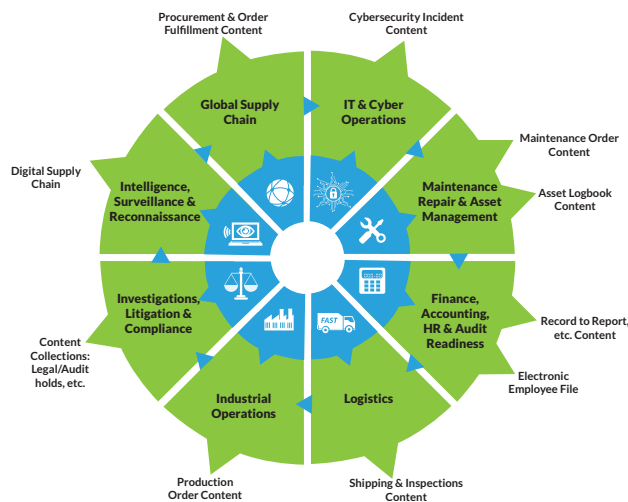 Procurement & Order
Fulfillment Content
Cybersecurity Incident
Content
Global Supply
Chain
IT & Cyber
Operations
Maintenance Order
Content
Digital Supply
Chain
Intelligence,
Surveillance &
Reconnaissance
Maintenance
Repair & Asset
Management
Asset Logbook
Content
Investigations,
Litigation &
Compliance
Finance,
Accounting,
HR & Audit
Readiness
Record to Report,
etc. Content
Content
Collections:
Legal/Audit
holds, etc.
FAST
Electronic
Employee File
Industrial
Operations
Logistics
Production
Order Content
Shipping & Inspections
Content